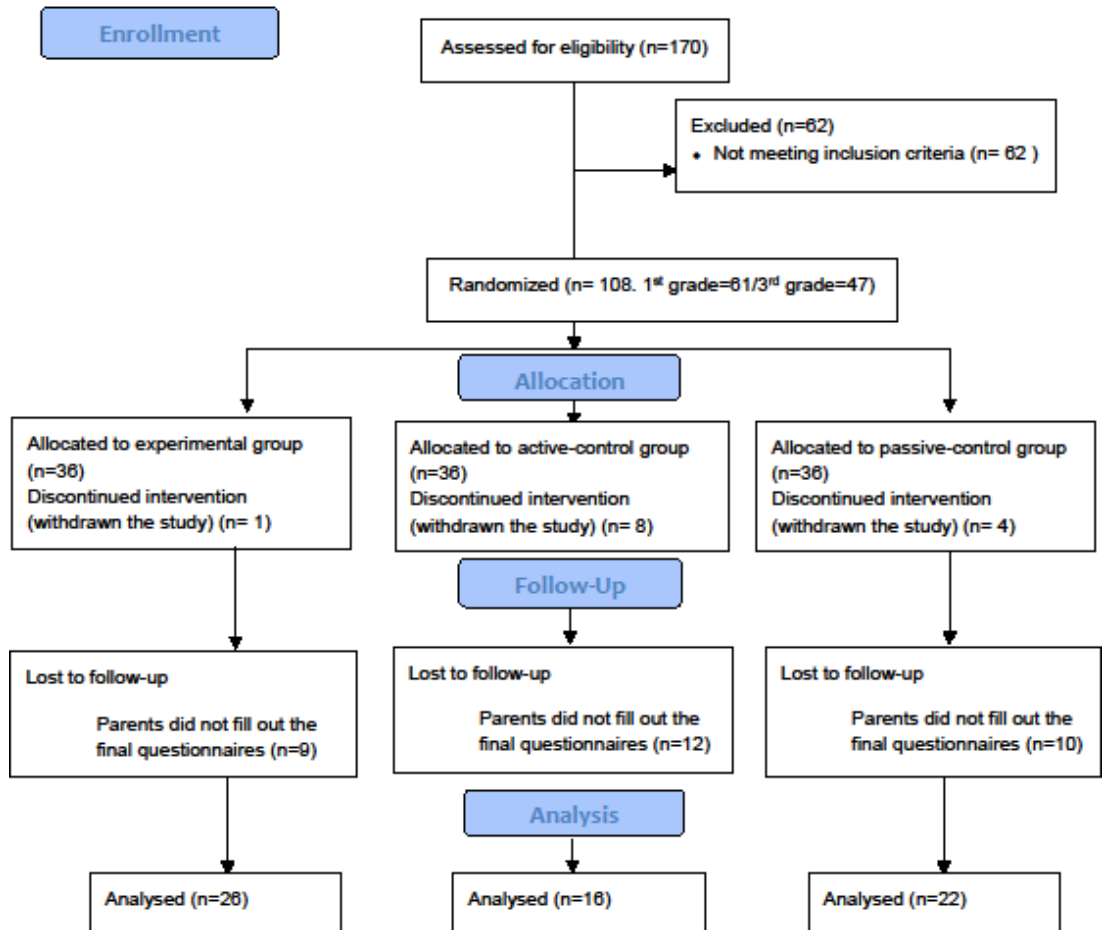 Enrollment
Assessed for eligibility (n=170)
Excluded (n=62)
• Not meeting inclusion criteria (n= 62 )
Randomized (n= 108. 1st grade=61/3rd grade=47)
Allocation
Allocated to experimental group
(n=36)
Discontinued intervention
(withdrawn the study) (n= 1)
Allocated to active-control group
(n=36)
Discontinued intervention
(withdrawn the study) (n= 8)
Allocated to passive-control group
(n=36)
Discontinued intervention
(withdrawn the study) (n= 4)
Follow-Up
Lost to follow-up
Parents did not fill out the
final questionnaires (n=9)
Lost to follow-up
Parents did not fill out the
final questionnaires (n=12)
Lost to follow-up
Parents did not fill out the
final questionnaires (n=10)
Analysis
Analysed (n=26)
Analysed (n=16)
Analysed (n=22)